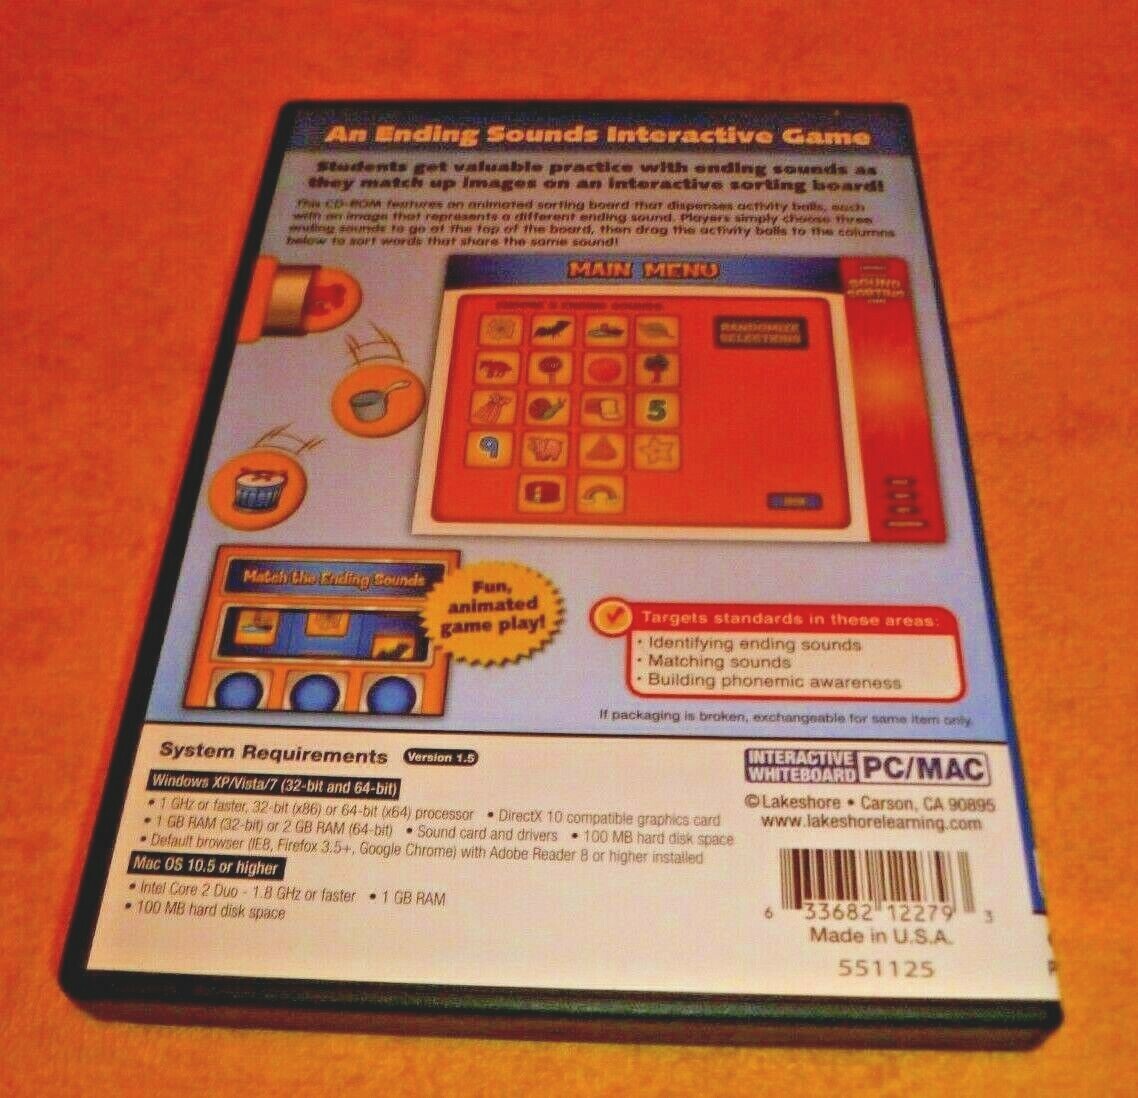 An Ending Sounds Interactive Game
Students get valuable practice with ending sounds as
they match up images on an interactive sorting board!
This CD-ROM features an animated sorting board that dispenses activity balls, each
with an image that represents a different ending sound. Players simply choose three
ending sounds to go at the top of the board, then drag the activity balls to the columns
below to sort words that share the same sound!
MAIN MENU
SOUND
SORTING
CHOOSE 3 ENDING SOUNDS
RANDOMIZE
SELECTIONS
5
9
Match the Ending Sounds
Fun,
animated
game play!
Targets standards in these areas:
• Identifying ending sounds
• Matching sounds
• Building phonemic awareness
If packaging is broken, exchangeable for same item only.
System Requirements Version 1.5
Windows XP/Vista/7 (32-bit and 64-bit)
• 1 GHz or faster, 32-bit (x86) or 64-bit (x64) processor • DirectX 10 compatible graphics card
• 1 GB RAM (32-bit) or 2 GB RAM (64-bit) • Sound card and drivers • 100 MB hard disk space
• Default browser (IE8, Firefox 3.5+, Google Chrome) with Adobe Reader 8 or higher installed
Mac OS 10.5 or higher
• Intel Core 2 Duo - 1.8 GHz or faster • 1 GB RAM
• 100 MB hard disk space
INTERACTIVE
WHITEBOARD PC/MAC
© Lakeshore • Carson, CA 90895
www.lakeshorelearning.com
6 33682 12279 3
Made in U.S.A.
551125